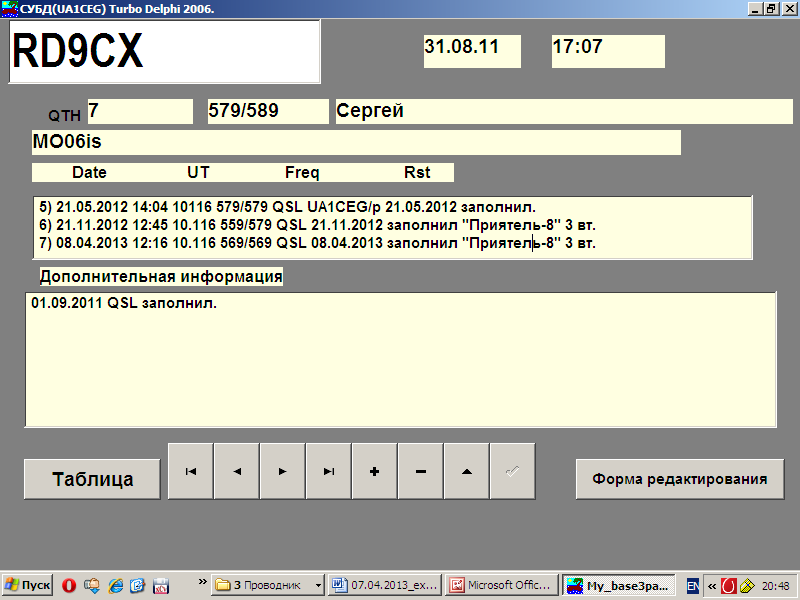 СУБД(UA1CEG) Turbo Delphi 2006.
RD9CX
31.08.11
17:07
QTH
7
579/589
Сергей
MO06is
Date UT Freq Rst
5) 21.05.2012 14:04 10116 579/579 QSL UA1CEG/p 21.05.2012 заполнил.
6) 21.11.2012 12:45 10.116 559/579 QSL 21.11.2012 заполнил "Приятель-8" 3 вт.
7) 08.04.2013 12:16 10.116 569/569 QSL 08.04.2013 заполнил "Приятель-8" 3 вт.
Дополнительная информация
01.09.2011 QSL заполнил.
Таблица
Форма редактирования
Пуск
3 Проводник
07.04.2013_ex...
Microsoft Offic...
My_base3pa...
EN
20:48